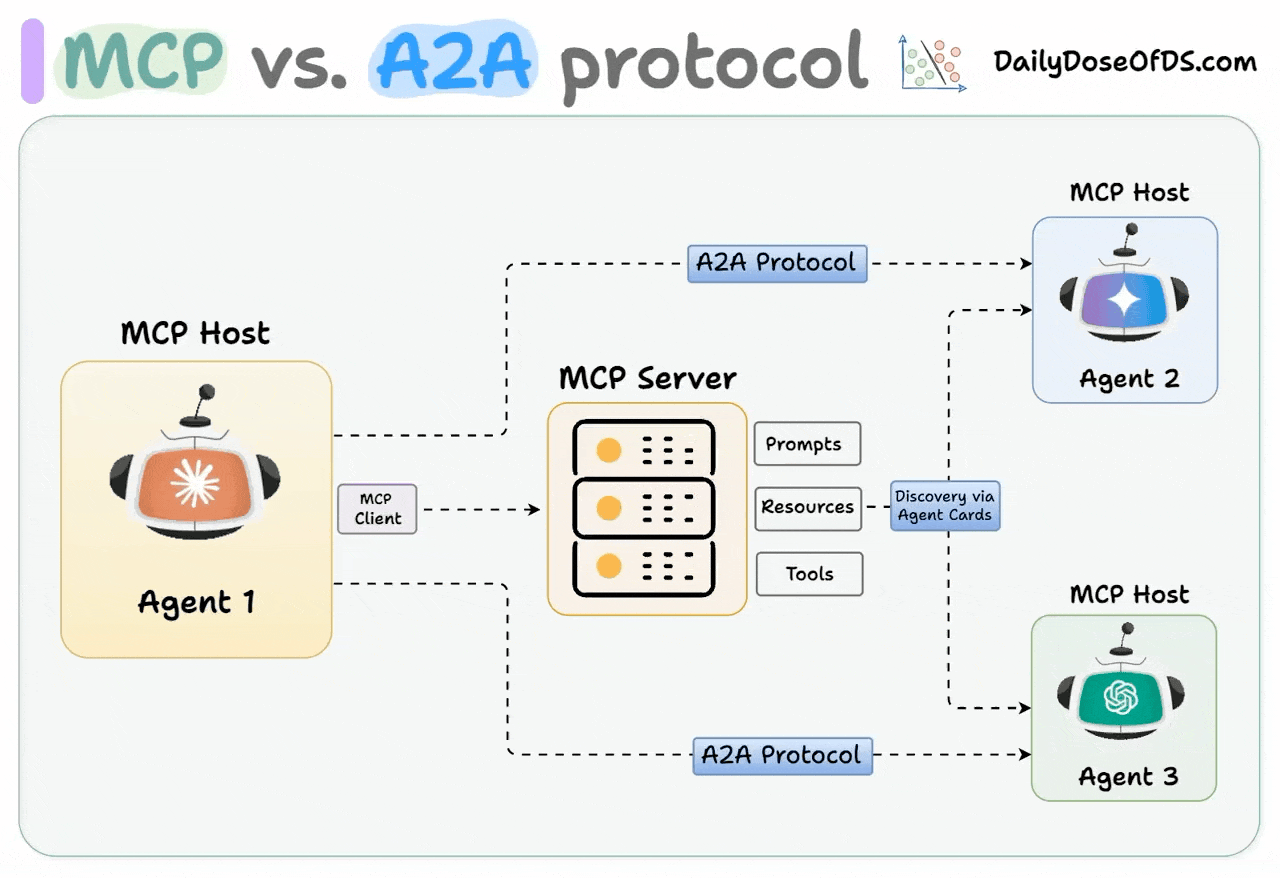 MCP vs. A2A protocol
DailyDoseOfDS.com
MCP Host
Agent 1
MCP
Client
A2A Protocol
MCP Server
Prompts
Resources
Tools
Discovery via
Agent Cards
A2A Protocol
MCP Host
Agent 2
MCP Host
Agent 3